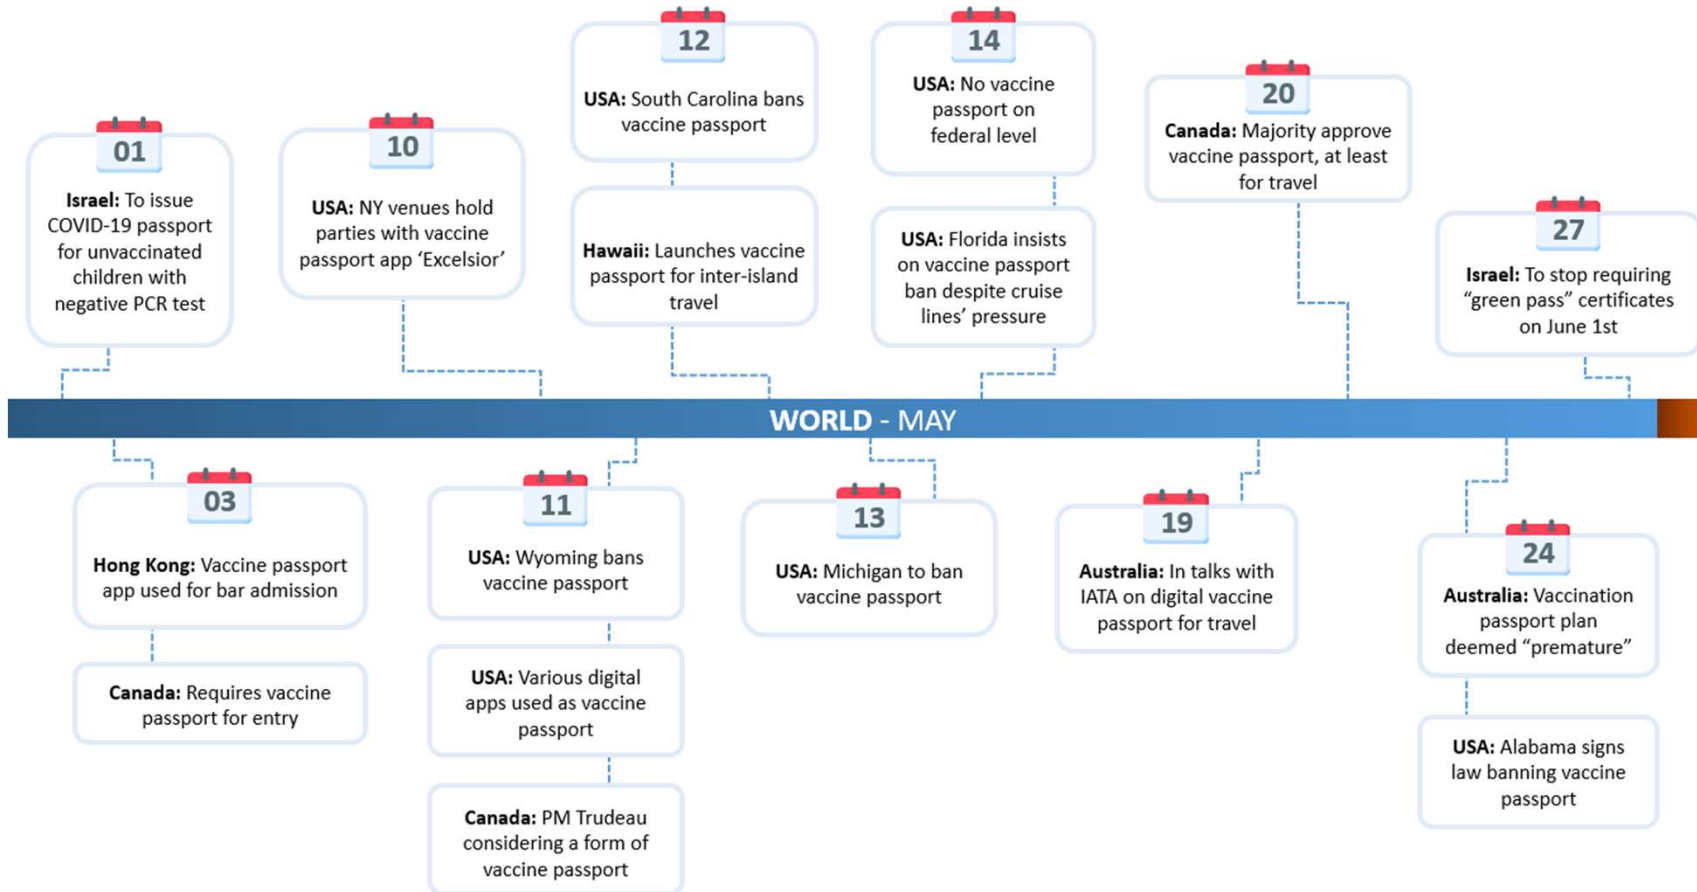 01
Israel: To issue
COVID-19 passport
for unvaccinated
children with
negative PCR test
10
USA: NY venues hold
parties with vaccine
passport app ‘Excelsior’
12
USA: South Carolina bans
vaccine passport
Hawaii: Launches vaccine
passport for inter-island
travel
14
USA: No vaccine
passport on
federal level
USA: Florida insists
on vaccine passport
ban despite cruise
lines’ pressure
20
Canada: Majority approve
vaccine passport, at least
for travel
27
Israel: To stop requiring
“green pass” certificates
on June 1st
WORLD - MAY
03
Hong Kong: Vaccine passport
app used for bar admission
Canada: Requires vaccine
passport for entry
11
USA: Wyoming bans
vaccine passport
USA: Various digital
apps used as vaccine
passport
Canada: PM Trudeau
considering a form of
vaccine passport
13
USA: Michigan to ban
vaccine passport
19
Australia: In talks with
IATA on digital vaccine
passport for travel
24
Australia: Vaccination
passport plan
deemed “premature”
USA: Alabama signs
law banning vaccine
passport